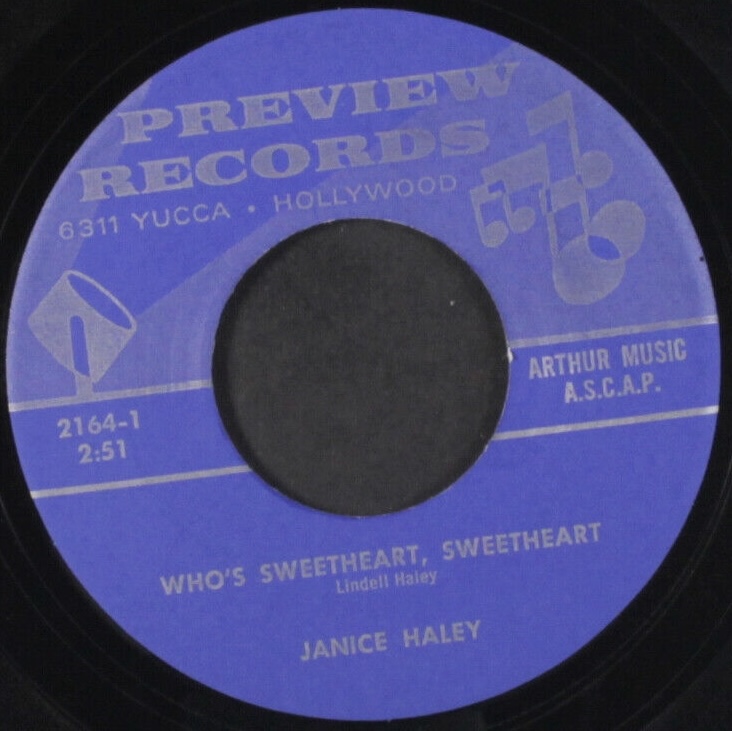 PREVIEW
RECORDS
6311 YUCCA • HOLLYWOOD
ARTHUR MUSIC
A.S.C.A.P.
2164-1
2:51
WHO'S SWEETHEART, SWEETHEART
Lindell Haley
JANICE HALEY